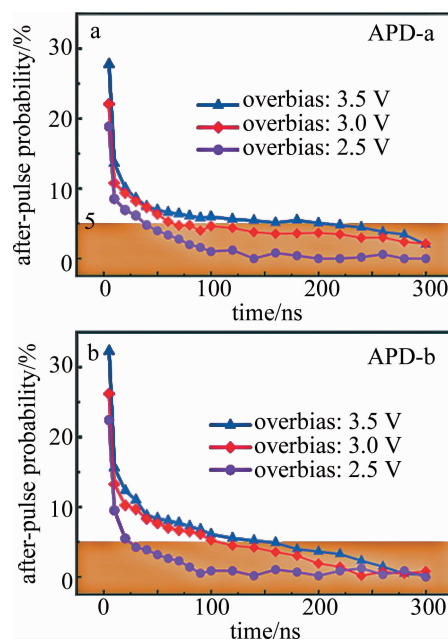 a
APD-a
after-pulse probability/%
30
20
10
5
0
overbias: 3.5 V
overbias: 3.0 V
overbias: 2.5 V
0
100
200
300
time/ns
b
APD-b
after-pulse probability/%
30
20
10
0
overbias: 3.5 V
overbias: 3.0 V
overbias: 2.5 V
0
100
200
300
time/ns